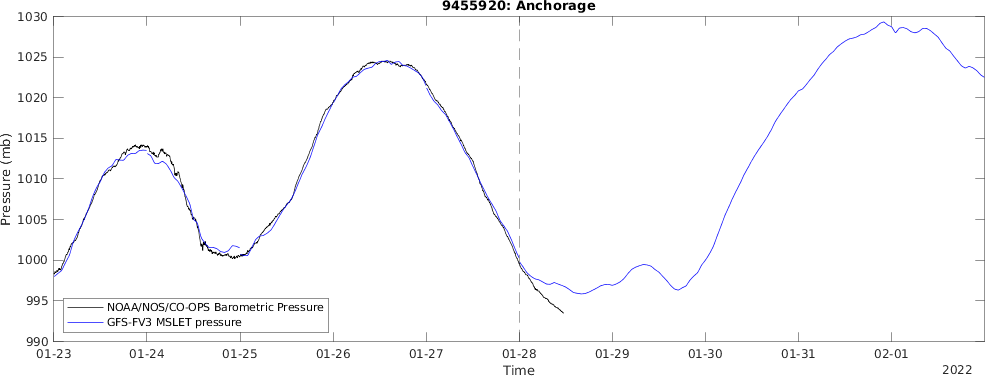 9455920: Anchorage
Pressure (mb)
1030
1025
1020
1015
1010
1005
1000
995
990
NOAA/NOS/CO-OPS Barometric Pressure
GFS-FV3 MSLET pressure
01-23 01-24 01-25 01-26 01-27 01-28 01-29 01-30 01-31 02-01
Time
2022